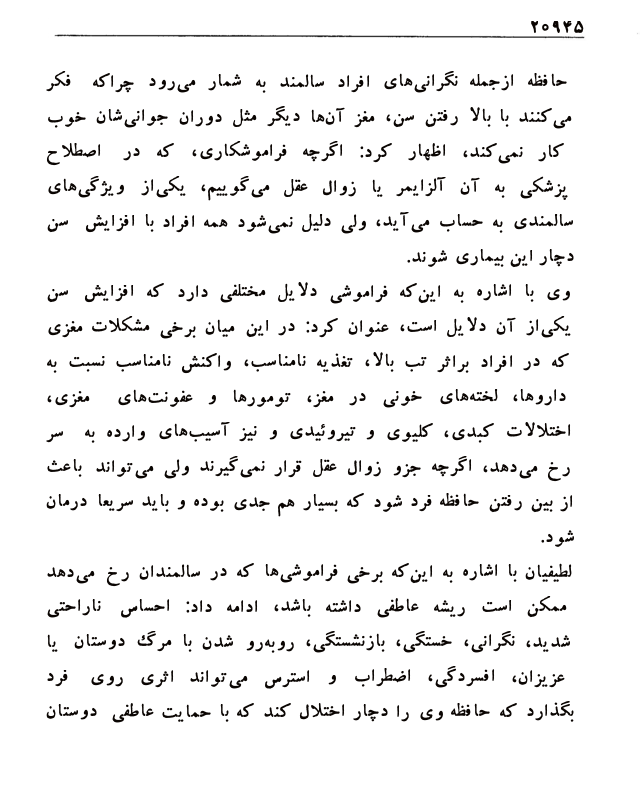 ۲۰۹۴۵
حافظه ازجمله نگرانی‌های افراد سالمند به شمار می‌رود چراکه فکر
می‌کنند با بالا رفتن سن، مغز آن‌ها دیگر مثل دوران جوانی‌شان خوب
کار نمی‌کند، اظهار کرد: اگرچه فراموشکاری، که در اصطلاح
پزشکی به آن آلزایمر یا زوال عقل می‌گوییم، یکی‌از ویژگی‌های
سالمندی به حساب می‌آید، ولی دلیل نمی‌شود همه افراد با افزایش سن
دچار این بیماری شوند.
وی با اشاره به این‌که فراموشی دلایل مختلفی دارد که افزایش سن
یکی‌از آن دلایل است، عنوان کرد: در این میان برخی مشکلات مغزی
که در افراد براثر تب بالا، تغذیه نامناسب، واکنش نامناسب نسبت به
داروها، لخته‌های خونی در مغز، تومورها و عفونت‌های مغزی،
اختلالات کبدی، کلیوی و تیروئیدی و نیز آسیب‌های وارده به سر
رخ می‌دهد، اگرچه جزو زوال عقل قرار نمی‌گیرند ولی می‌تواند باعث
از بین رفتن حافظه فرد شود که بسیار هم جدی بوده و باید سریعا درمان
شود.
لطیفیان با اشاره به این‌که برخی فراموشی‌ها که در سالمندان رخ می‌دهد
ممکن است ریشه عاطفی داشته باشد، ادامه داد: احساس ناراحتی
شدید، نگرانی، خستگی، بازنشستگی، روبه‌رو شدن با مرگ دوستان یا
عزیزان، افسردگی، اضطراب و استرس می‌تواند اثری روی فرد
بگذارد که حافظه وی را دچار اختلال کند که با حمایت عاطفی دوستان